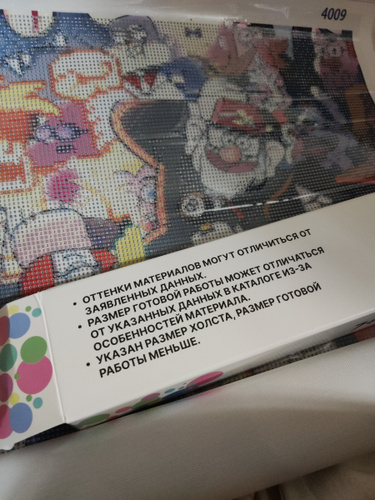 4009
• ОТТЕНКИ МАТЕРИАЛОВ МОГУТ ОТЛИЧИТЬСЯ ОТ
ЗАЯВЛЕННЫХ ДАННЫХ.
• РАЗМЕР ГОТОВОЙ РАБОТЫ МОЖЕТ ОТЛИЧАТЬСЯ
ОТ УКАЗАННЫХ ДАННЫХ В КАТАЛОГЕ ИЗ-ЗА
ОСОБЕННОСТЕЙ МАТЕРИАЛА.
• УКАЗАН РАЗМЕР ХОЛСТА, РАЗМЕР ГОТОВОЙ
РАБОТЫ МЕНЬШЕ.